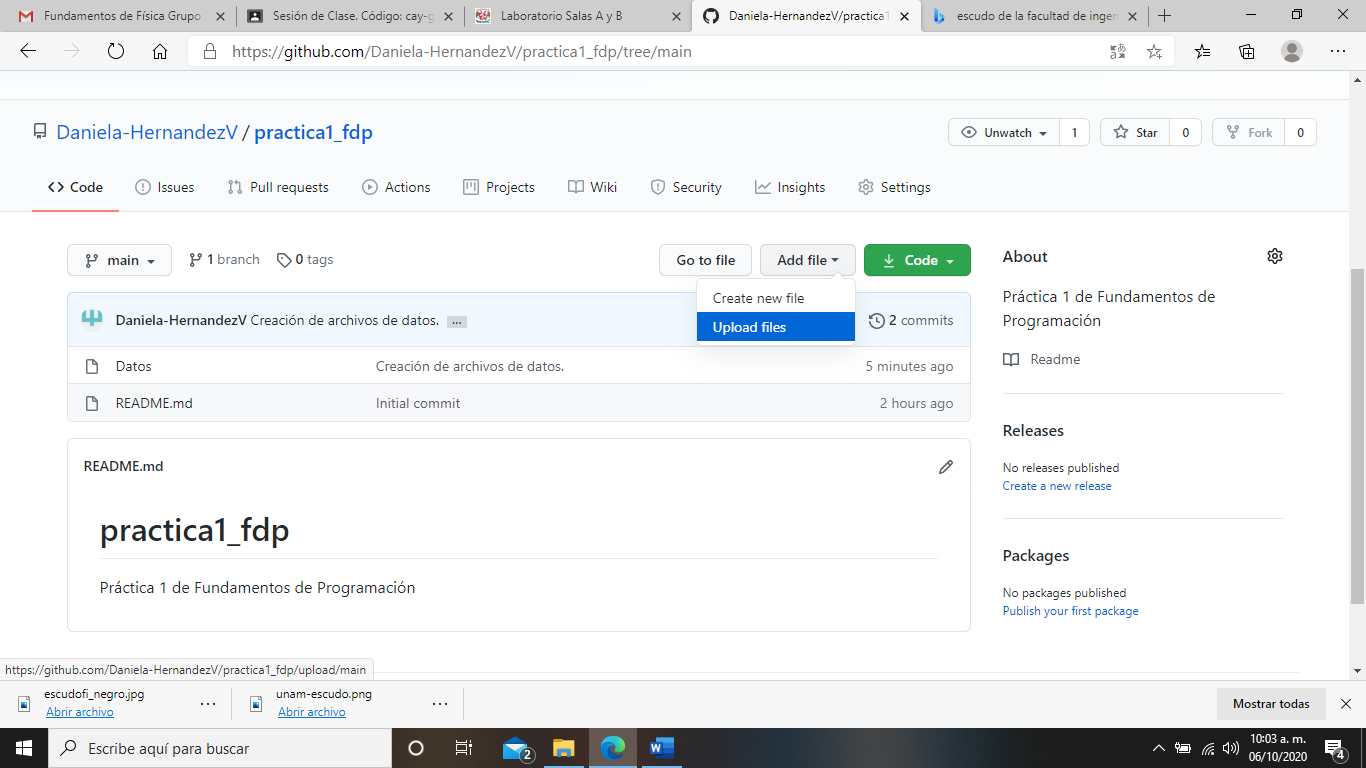 Fundamentos de Física Grupo
Sesión de Clase. Código: cay-g
Laboratorio Salas A y B
Daniela-HernandezV/practica1
escudo de la facultad de ingen
https://github.com/Daniela-HernandezV/practica1_fdp/tree/main
Daniela-HernandezV / practica1_fdp
Unwatch 1
Star 0
Fork 0
Code
Issues
Pull requests
Actions
Projects
Wiki
Security
Insights
Settings
main
1 branch
0 tags
Go to file
Add file
Code
Create new file
Upload files
Daniela-HernandezV Creación de archivos de datos. ...
2 commits
Datos
Creación de archivos de datos.
5 minutes ago
README.md
Initial commit
2 hours ago
README.md
practica1_fdp
Práctica 1 de Fundamentos de Programación
About
Práctica 1 de Fundamentos de
Programación
Readme
Releases
No releases published
Create a new release
Packages
No packages published
Publish your first package
https://github.com/Daniela-HernandezV/practica1_fdp/upload/main
escudofi_negro.jpg
Abrir archivo
unam-escudo.png
Abrir archivo
Mostrar todas
Escribe aquí para buscar
2
10:03 a. m.
06/10/2020
4